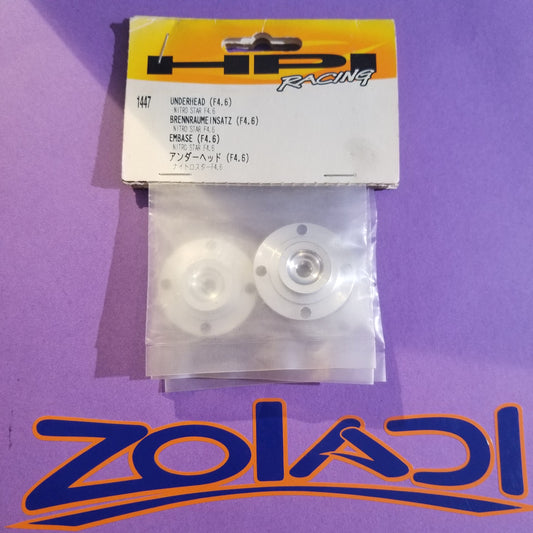 HPI
RACING
1447
UNDERHEAD (F4.6)
NITRO STAR F4.6
BRENNRAUMEINSATZ (F4.6)
NITRO STAR F4.6
EMBASE (F4.6)
NITRO STAR F4.6
アンダーヘッド (F4.6)
ナイトロスターF4.6
ZOIADI